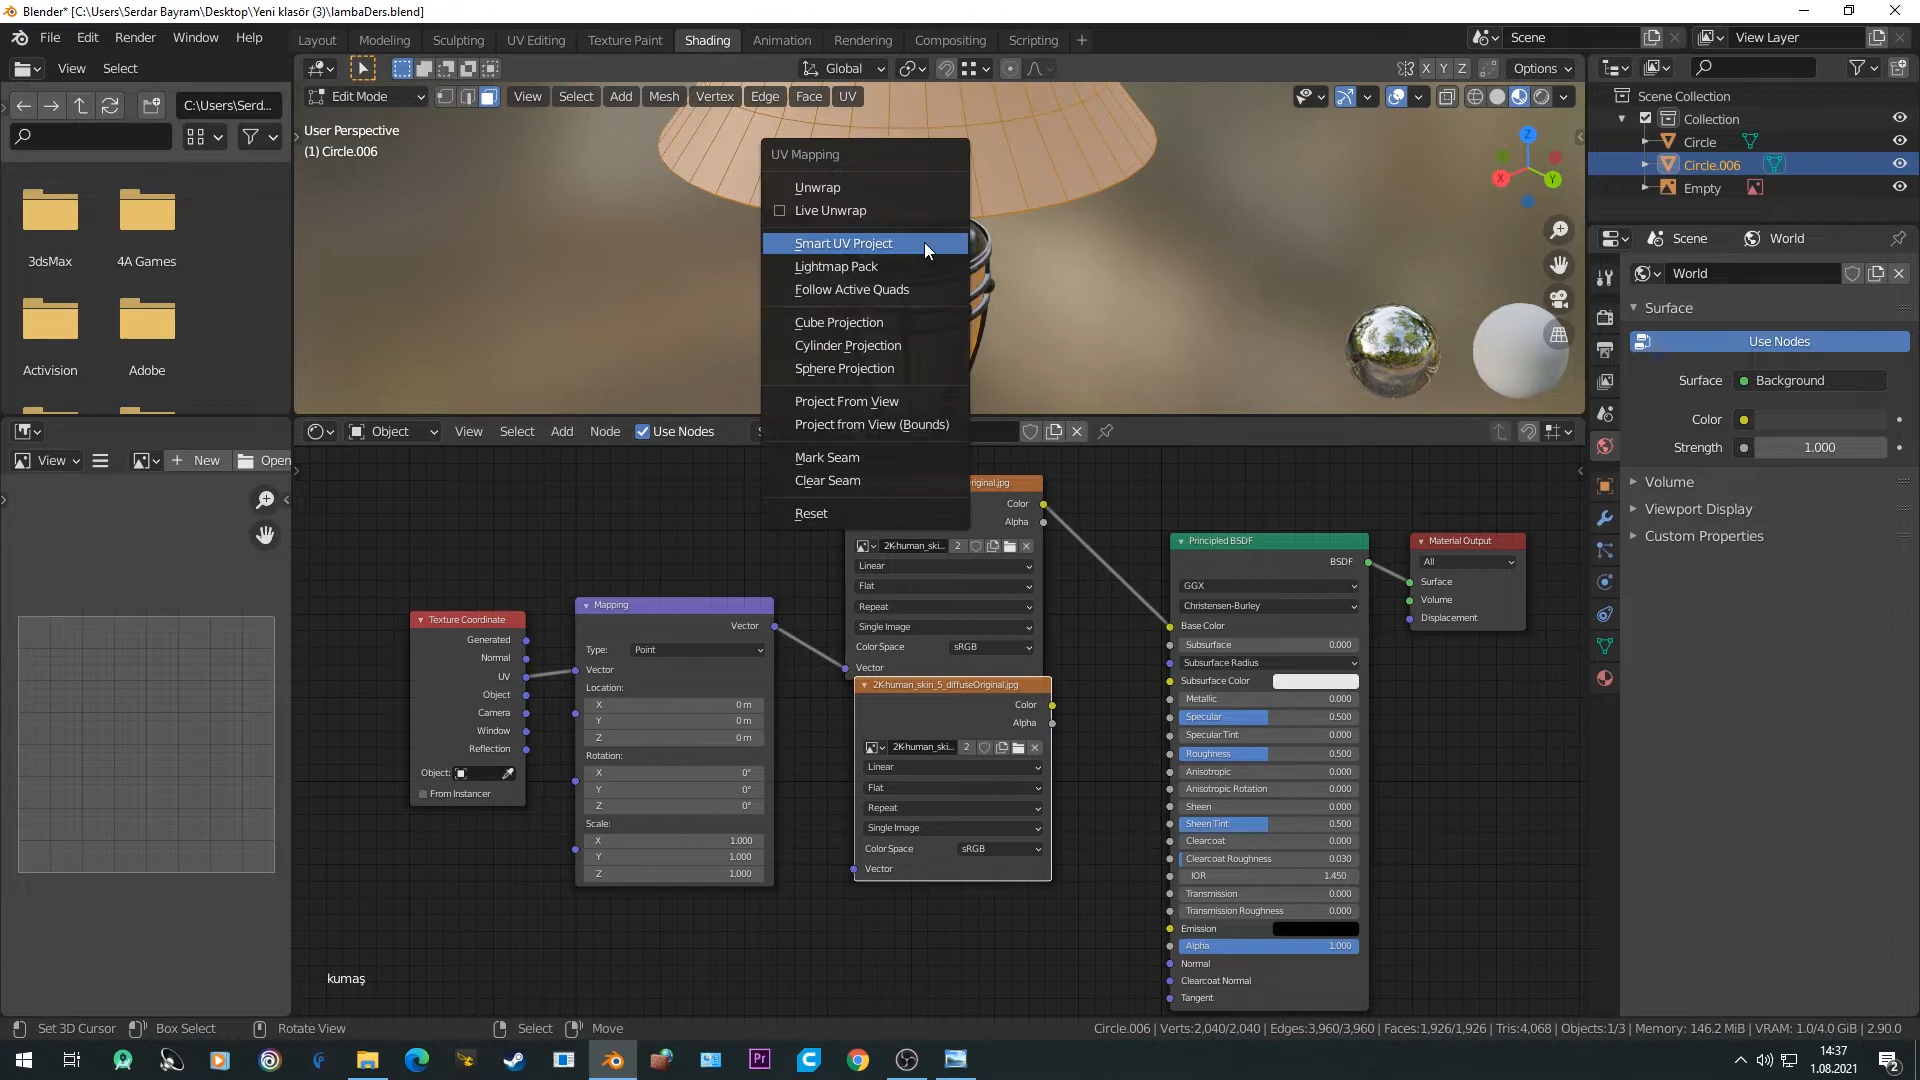 Blender* [C:\Users\Serdar Bayram\Desktop\Yeni klasör (3)\lambaDers.blend]
File Edit Render Window Help
Layout Modeling Sculpting UV Editing Texture Paint Shading Animation Rendering Compositing Scripting +
Scene
View Layer
View Select
Global
X Y Z
Options
C:\Users\Serd...
Edit Mode
View Select Add Mesh Vertex Edge Face UV
User Perspective
(1) Circle.006
Z
X
Y
3dsMax
4A Games
Activision
Adobe
UV Mapping
Unwrap
Live Unwrap
Smart UV Project
Lightmap Pack
Follow Active Quads
Cube Projection
Cylinder Projection
Sphere Projection
Project From View
Project from View (Bounds)
Mark Seam
Clear Seam
Reset
Scene Collection
Collection
Circle
Circle.006
Empty
Scene
World
World
Surface
Use Nodes
Surface
Background
Color
Strength
1.000
Volume
Viewport Display
Custom Properties
View
New
Open
Object
View Select Add Node
Use Nodes
Texture Coordinate
Generated
Normal
UV
Object
Camera
Window
Reflection
Object:
From Instancer
Mapping
Vector
Type:
Point
Vector
Location:
X 0 m
Y 0 m
Z 0 m
Rotation:
X 0°
Y 0°
Z 0°
Scale:
X 1.000
Y 1.000
Z 1.000
riginal.jpg
Color
Alpha
2K-human_ski... 2
Linear
Flat
Repeat
Single Image
Color Space sRGB
Vector
2K-human_skin_5_diffuseOriginal.jpg
Color
Alpha
2K-human_ski... 2
Linear
Flat
Repeat
Single Image
Color Space sRGB
Vector
Principled BSDF
BSDF
GGX
Christensen-Burley
Base Color
Subsurface 0.000
Subsurface Radius
Subsurface Color
Metallic 0.000
Specular 0.500
Specular Tint 0.000
Roughness 0.500
Anisotropic 0.000
Anisotropic Rotation 0.000
Sheen 0.000
Sheen Tint 0.500
Clearcoat 0.000
Clearcoat Roughness 0.030
IOR 1.450
Transmission 0.000
Transmission Roughness 0.000
Emission
Alpha 1.000
Normal
Clearcoat Normal
Tangent
Material Output
All
Surface
Volume
Displacement
kumaş
Set 3D Cursor
Box Select
Rotate View
Select
Move
Circle.006 | Verts:2,040/2,040 | Edges:3,960/3,960 | Faces:1,926/1,926 | Tris:4,068 | Objects:1/3 | Memory: 146.2 MiB | VRAM: 1.0/4.0 GiB | 2.90.0
Pr
14:37
1.08.2021
2